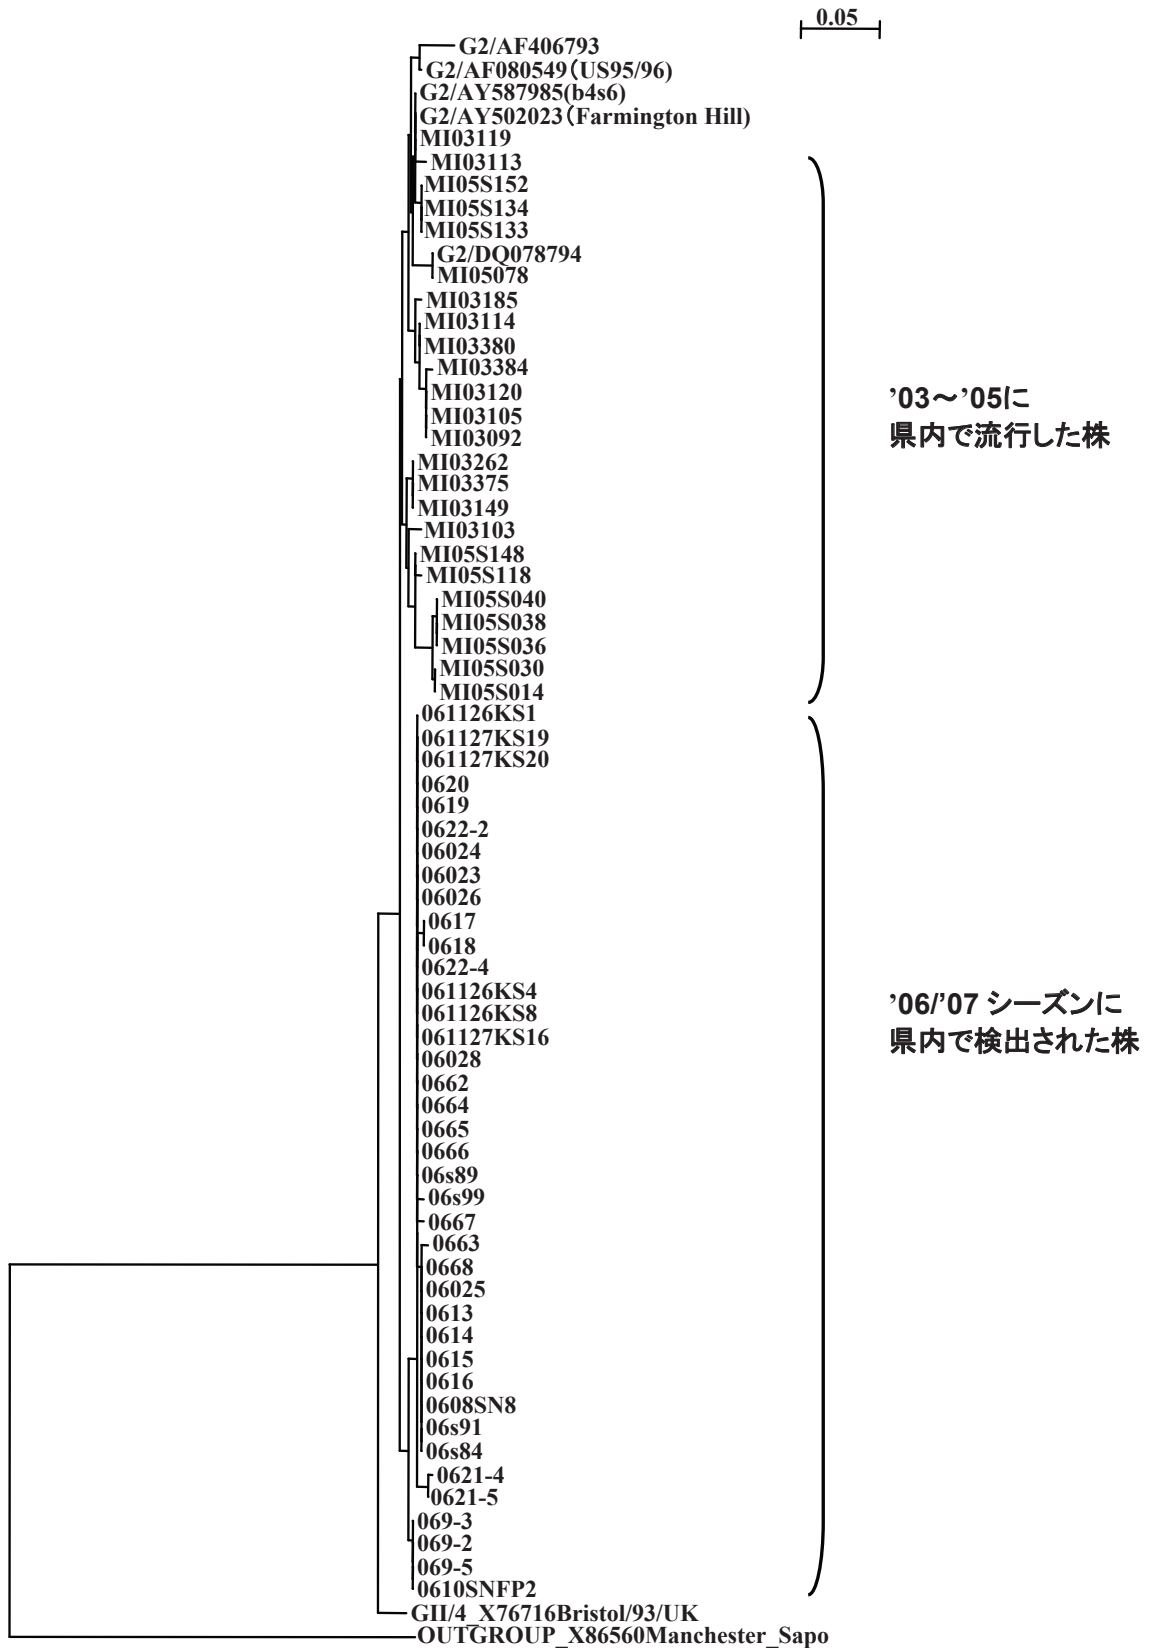 0.05
G2/AF406793
G2/AF080549(US95/96)
G2/AY587985(b4s6)
G2/AY502023(Farmington Hill)
MI03119
MI03113
MI05S152
MI05S134
MI05S133
G2/DQ078794
MI05078
MI03185
MI03114
MI03380
MI03384
MI03120
MI03105
MI03092
MI03262
MI03375
MI03149
MI03103
MI05S148
MI05S118
MI05S040
MI05S038
MI05S036
MI05S030
MI05S014
’03～’05に
県内で流行した株
061126KS1
061127KS19
061127KS20
0620
0619
0622-2
06024
06023
06026
0617
0618
0622-4
061126KS4
061126KS8
061127KS16
06028
0662
0664
0665
0666
06s89
06s99
0667
0663
0668
06025
0613
0614
0615
0616
0608SN8
06s91
06s84
0621-4
0621-5
069-3
069-2
069-5
0610SNFP2
’06/’07 シーズンに
県内で検出された株
GII/4_X76716Bristol/93/UK
OUTGROUP_X86560Manchester_Sapo